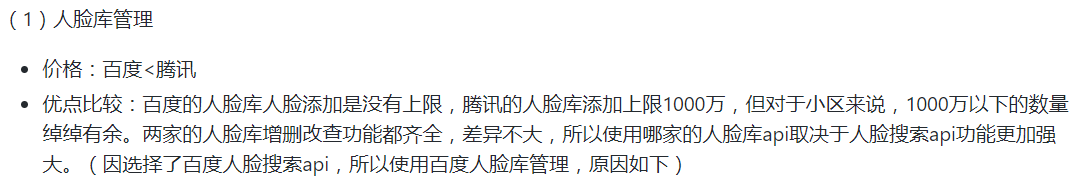 （1）人脸库管理
• 价格：百度<腾讯
• 优点比较：百度的人脸库人脸添加是没有上限，腾讯的人脸库添加上限1000万，但对于小区来说，1000万以下的数量
绰绰有余。两家的人脸库增删改查功能都齐全，差异不大，所以使用哪家的人脸库api取决于人脸搜索api功能更加强
大。（因选择了百度人脸搜索api，所以使用百度人脸库管理，原因如下）